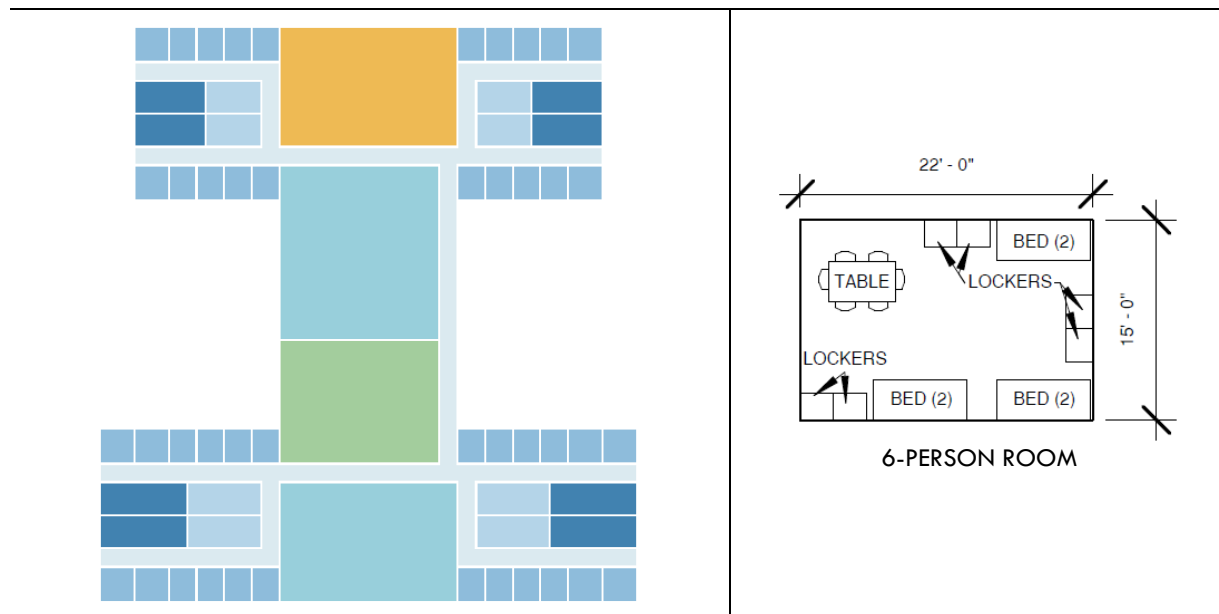 22' - 0"
BED (2)
TABLE
LOCKERS
15' - 0"
LOCKERS
BED (2)
BED (2)
6-PERSON ROOM